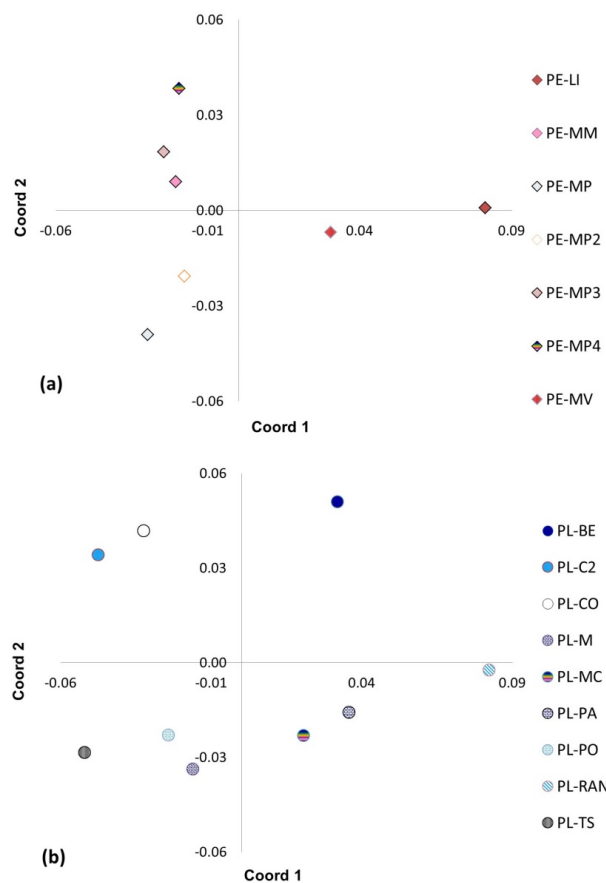 0.06
PE-LI
0.03
PE-MM
Coord 2
0.00
PE-MP
-0.06
-0.01
0.04
0.09
PE-MP2
-0.03
PE-MP3
PE-MP4
(a)
-0.06
PE-MV
Coord 1
0.06
PL-BE
PL-C2
0.03
PL-CO
Coord 2
PL-M
0.00
-0.06
-0.01
0.04
0.09
PL-MC
PL-PA
-0.03
PL-PO
PL-RAN
PL-TS
(b)
-0.06
Coord 1